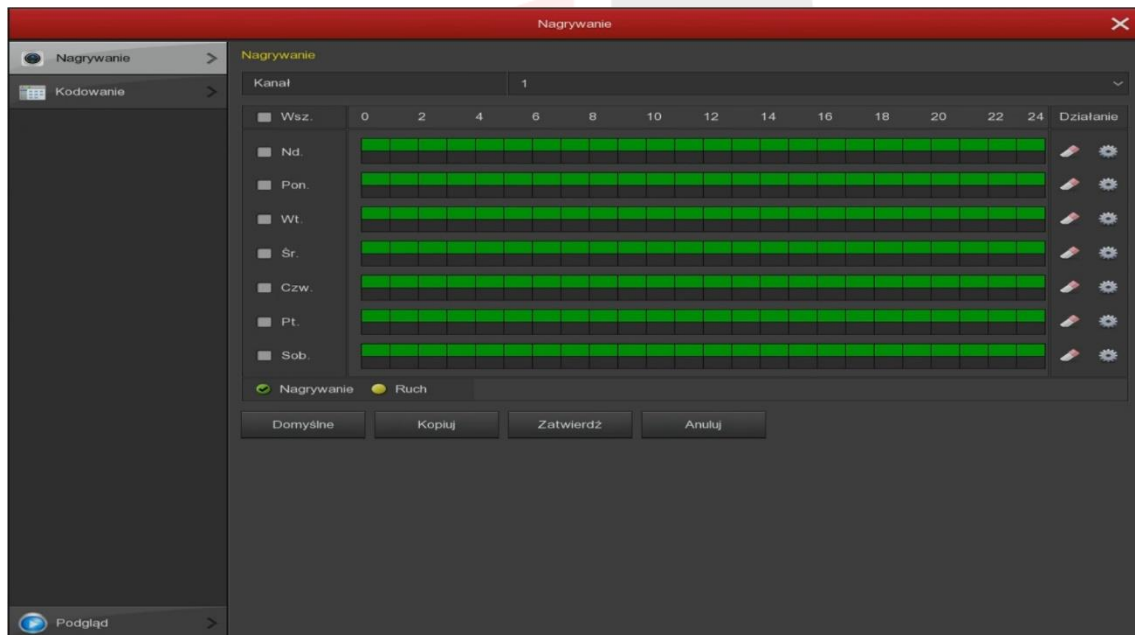 Nagrywanie
Nagrywanie
Kodowanie
Nagrywanie
Kanał 1
Wsz. 0 2 4 6 8 10 12 14 16 18 20 22 24 Działanie
Nd.
Pon.
Wt.
Śr.
Czw.
Pt.
Sob.
Nagrywanie Ruch
Domyślne Kopiuj Zatwierdź Anuluj
Podgląd